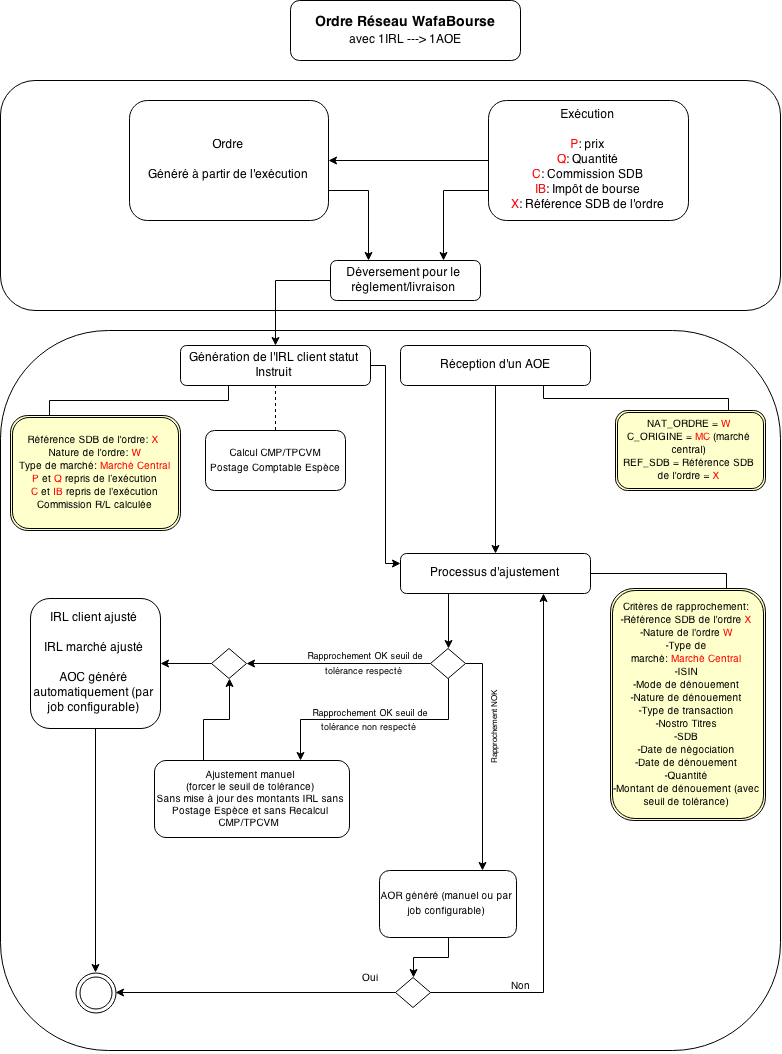 Ordre Réseau WafaBourse
avec 1IRL ---> 1AOE
Ordre
Généré à partir de l'exécution
Exécution
P: prix
Q: Quantité
C: Commission SDB
IB: Impôt de bourse
X: Référence SDB de l'ordre
Déversement pour le
règlement/livraison
Génération de l'IRL client statut
Instruit
Réception d'un AOE
Référence SDB de l'ordre: X
Nature de l'ordre: W
Type de marché: Marché Central
P et Q repris de l'exécution
C et IB repris de l'exécution
Commission R/L calculée
Calcul CMP/TPCVM
Postage Comptable Espèce
NAT_ORDRE = W
C_ORIGINE = MC (marché
central)
REF_SDB = Référence SDB
de l'ordre = X
Processus d'ajustement
IRL client ajusté
IRL marché ajusté
AOC généré
automatiquement (par
job configurable)
Rapprochement OK seuil de
tolérance respecté
Rapprochement OK seuil de
tolérance non respecté
Rapprochement NOK
Critères de rapprochement:
-Référence SDB de l'ordre X
-Nature de l'ordre W
-Type de
marché: Marché Central
-ISIN
-Mode de dénouement
-Nature de dénouement
-Type de transaction
-Nostro Titres
-SDB
-Date de négociation
-Date de dénouement
-Quantité
-Montant de dénouement (avec
seuil de tolérance)
Ajustement manuel
(forcer le seuil de tolérance)
Sans mise à jour des montants IRL sans
Postage Espèce et sans Recalcul
CMP/TPCVM
AOR généré (manuel ou par
job configurable)
Oui
Non